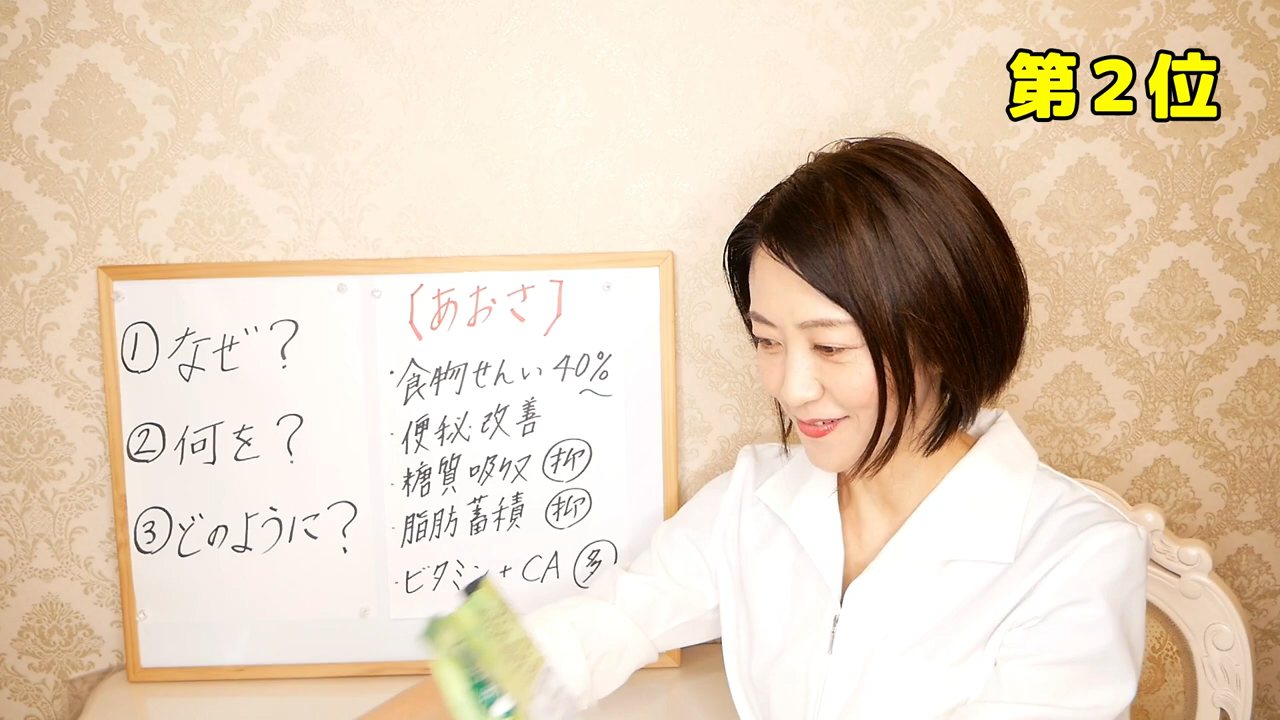 第2位
①なぜ？
②何を？
③どのように？
［あおさ］
・食物せんい40%
・便秘改善
・糖質吸収 抑
・脂肪蓄積 抑
・ビタミン+CA 多